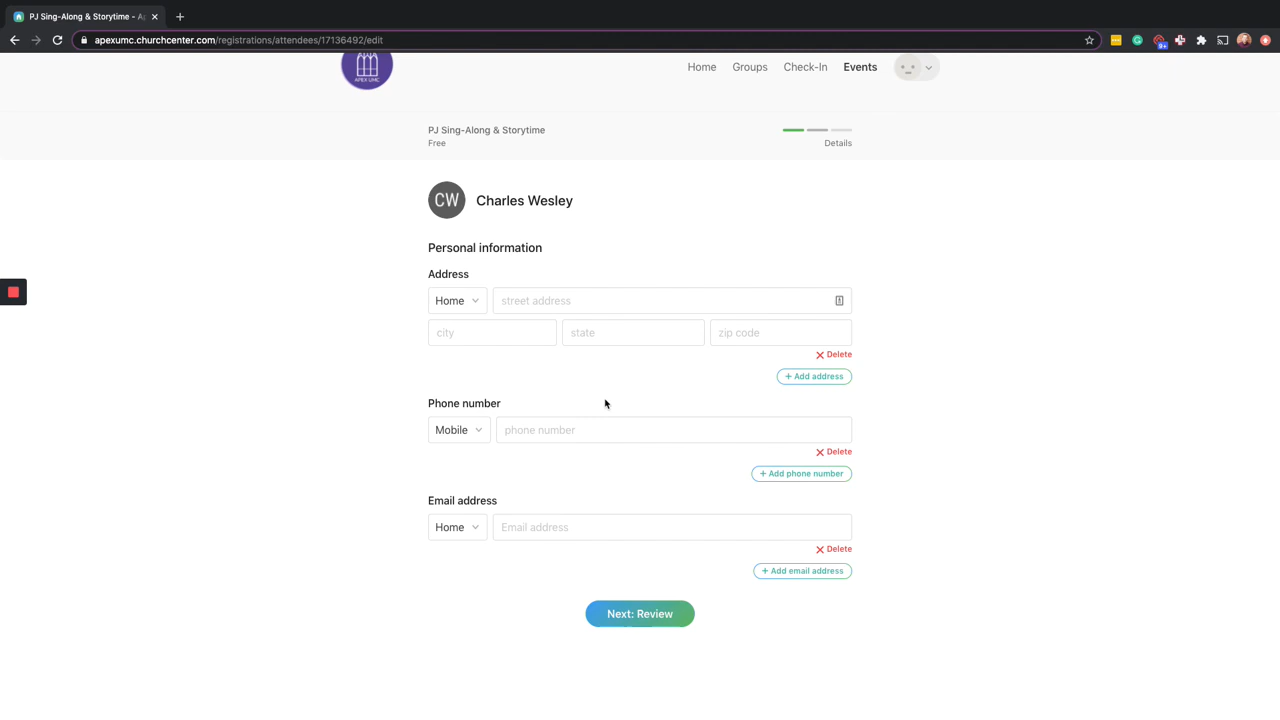 PJ Sing-Along & Storytime - A
apexumc.churchcenter.com/registrations/attendees/17136492/edit
9+
APEX UMC
Home Groups Check-In Events
PJ Sing-Along & Storytime
Free
Details
CW Charles Wesley
Personal information
Address
Home street address
city state zip code
Delete
+ Add address
Phone number
Mobile phone number
Delete
+ Add phone number
Email address
Home Email address
Delete
+ Add email address
Next: Review